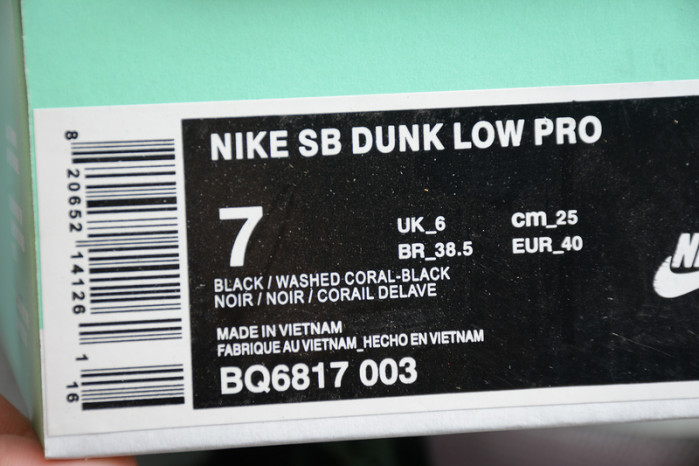 8 20652 14126 1
16
NIKE SB DUNK LOW PRO
7
UK_6 cm_25
BR_38.5 EUR_40
BLACK / WASHED CORAL-BLACK
NOIR / NOIR / CORAIL DELAVE
MADE IN VIETNAM
FABRIQUE AU VIETNAM_HECHO EN VIETNAM
BQ6817 003